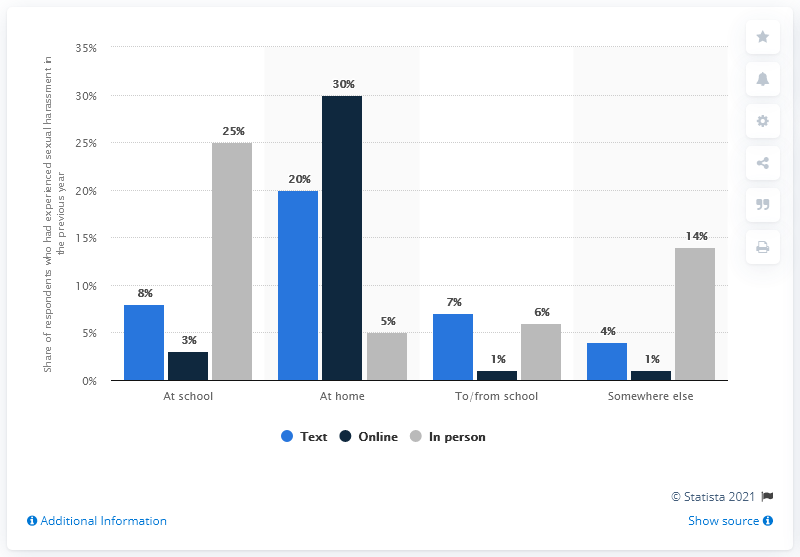 Share of respondents who had experienced sexual harassment in
the previous year
35%
30%
25%
20%
15%
10%
5%
0%
8%
3%
25%
20%
30%
5%
7%
1%
6%
4%
1%
14%
At school
At home
To/from school
Somewhere else
Text
Online
In person
© Statista 2021
Additional Information
Show source